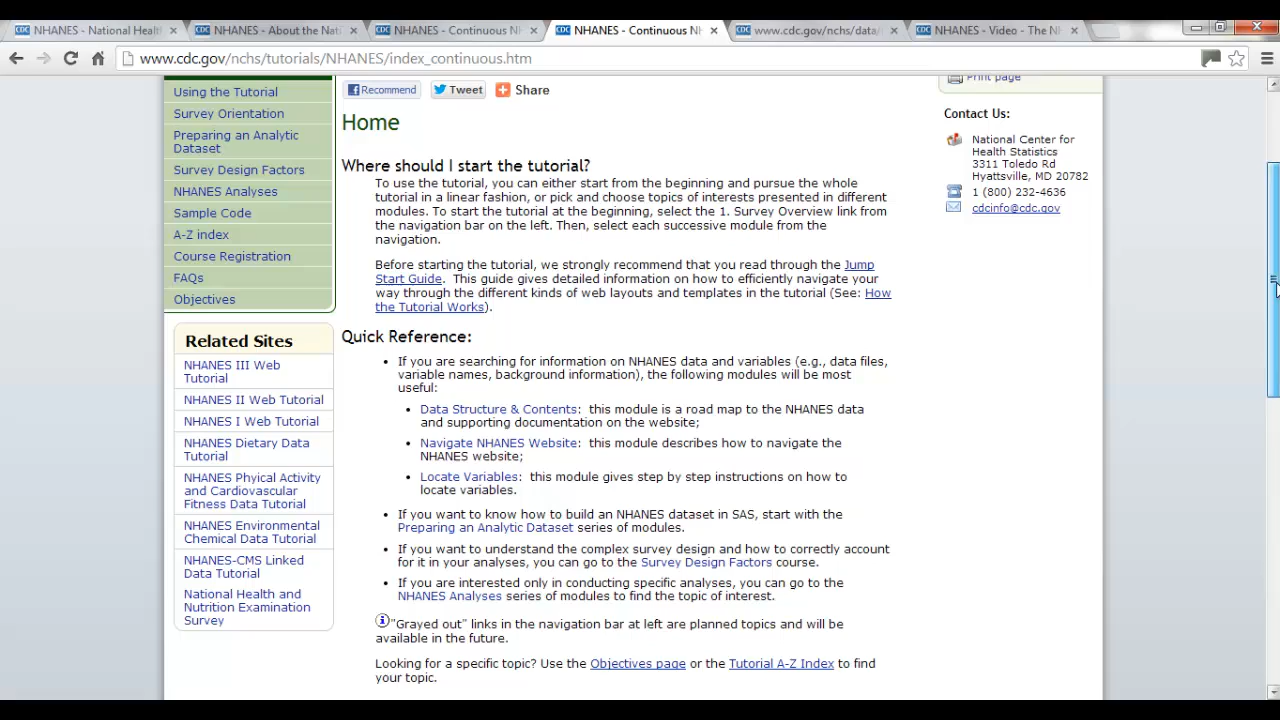 CDC NHANES - National Healt
CDC NHANES - About the Nat
CDC NHANES - Continuous N
CDC NHANES - Continuous N
CDC www.cdc.gov/nchs/data/
CDC NHANES - Video - The N
www.cdc.gov/nchs/tutorials/NHANES/index_continuous.htm
Using the Tutorial
Survey Orientation
Preparing an Analytic
Dataset
Survey Design Factors
NHANES Analyses
Sample Code
A-Z index
Course Registration
FAQs
Objectives
Related Sites
NHANES III Web
Tutorial
NHANES II Web Tutorial
NHANES I Web Tutorial
NHANES Dietary Data
Tutorial
NHANES Phyical Activity
and Cardiovascular
Fitness Data Tutorial
NHANES Environmental
Chemical Data Tutorial
NHANES-CMS Linked
Data Tutorial
National Health and
Nutrition Examination
Survey
Recommend Tweet Share
Home
Where should I start the tutorial?
To use the tutorial, you can either start from the beginning and pursue the whole
tutorial in a linear fashion, or pick and choose topics of interests presented in different
modules. To start the tutorial at the beginning, select the 1. Survey Overview link from
the navigation bar on the left. Then, select each successive module from the
navigation.
Before starting the tutorial, we strongly recommend that you read through the Jump
Start Guide. This guide gives detailed information on how to efficiently navigate your
way through the different kinds of web layouts and templates in the tutorial (See: How
the Tutorial Works).
Quick Reference:
• If you are searching for information on NHANES data and variables (e.g., data files,
variable names, background information), the following modules will be most
useful:
• Data Structure & Contents: this module is a road map to the NHANES data
and supporting documentation on the website;
• Navigate NHANES Website: this module describes how to navigate the
NHANES website;
• Locate Variables: this module gives step by step instructions on how to
locate variables.
• If you want to know how to build an NHANES dataset in SAS, start with the
Preparing an Analytic Dataset series of modules.
• If you want to understand the complex survey design and how to correctly account
for it in your analyses, you can go to the Survey Design Factors course.
• If you are interested only in conducting specific analyses, you can go to the
NHANES Analyses series of modules to find the topic of interest.
"Grayed out" links in the navigation bar at left are planned topics and will be
available in the future.
Looking for a specific topic? Use the Objectives page or the Tutorial A-Z Index to find
your topic.
Print page
Contact Us:
National Center for
Health Statistics
3311 Toledo Rd
Hyattsville, MD 20782
1 (800) 232-4636
cdcinfo@cdc.gov